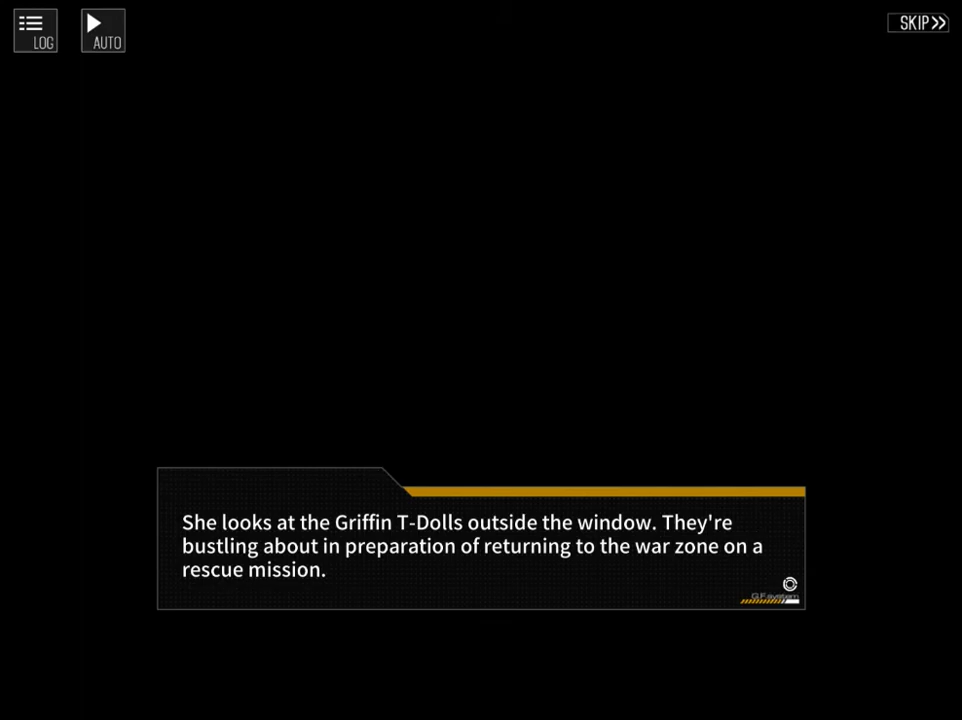 LOG
AUTO
SKIP
She looks at the Griffin T-Dolls outside the window. They're
bustling about in preparation of returning to the war zone on a
rescue mission.
G.F.system